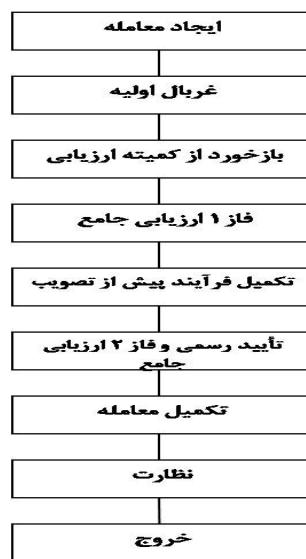 ایجاد معامله
غربال اولیه
بازخورد از کمیته ارزیابی
فاز ۱ ارزیابی جامع
تکمیل فرآیند پیش از تصویب
تأیید رسمی و فاز ۲ ارزیابی
جامع
تکمیل معامله
نظارت
خروج